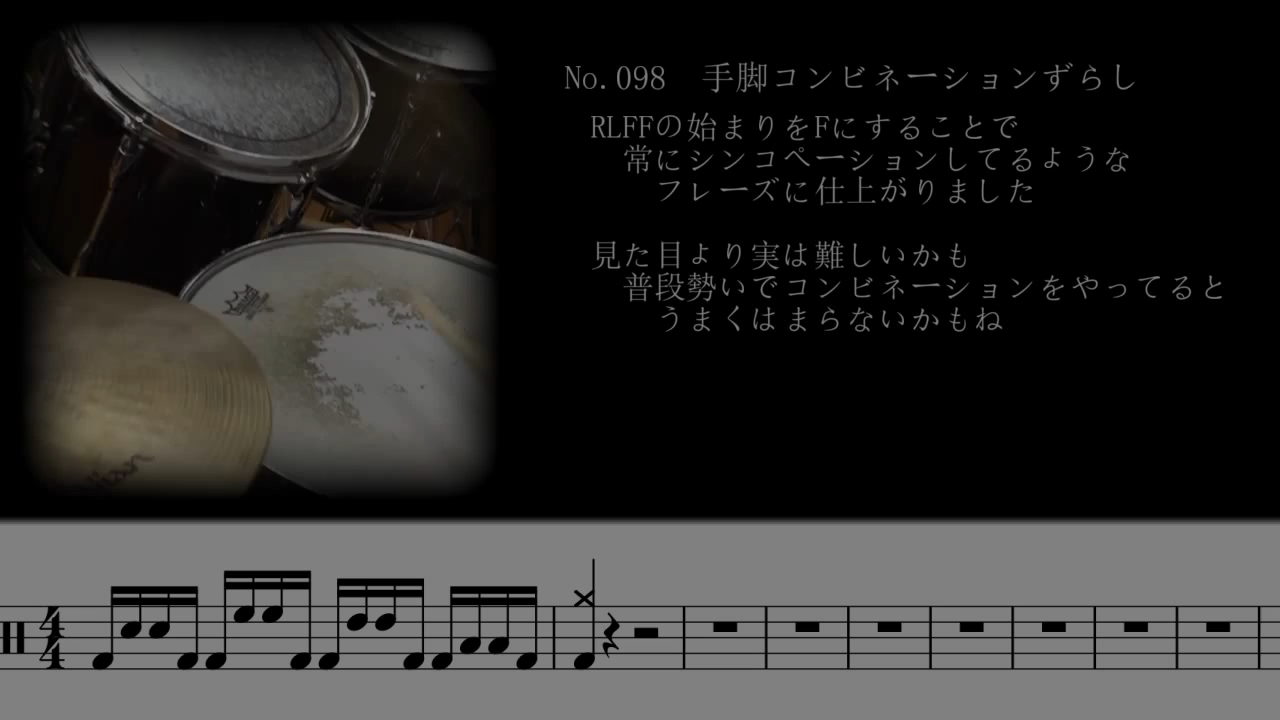 No.098　手脚コンビネーションずらし
RLFFの始まりをFにすることで
常にシンコペーションしてるような
フレーズに仕上がりました
見た目より実は難しいかも
普段勢いでコンビネーションをやってると
うまくはまらないかもね
4
4